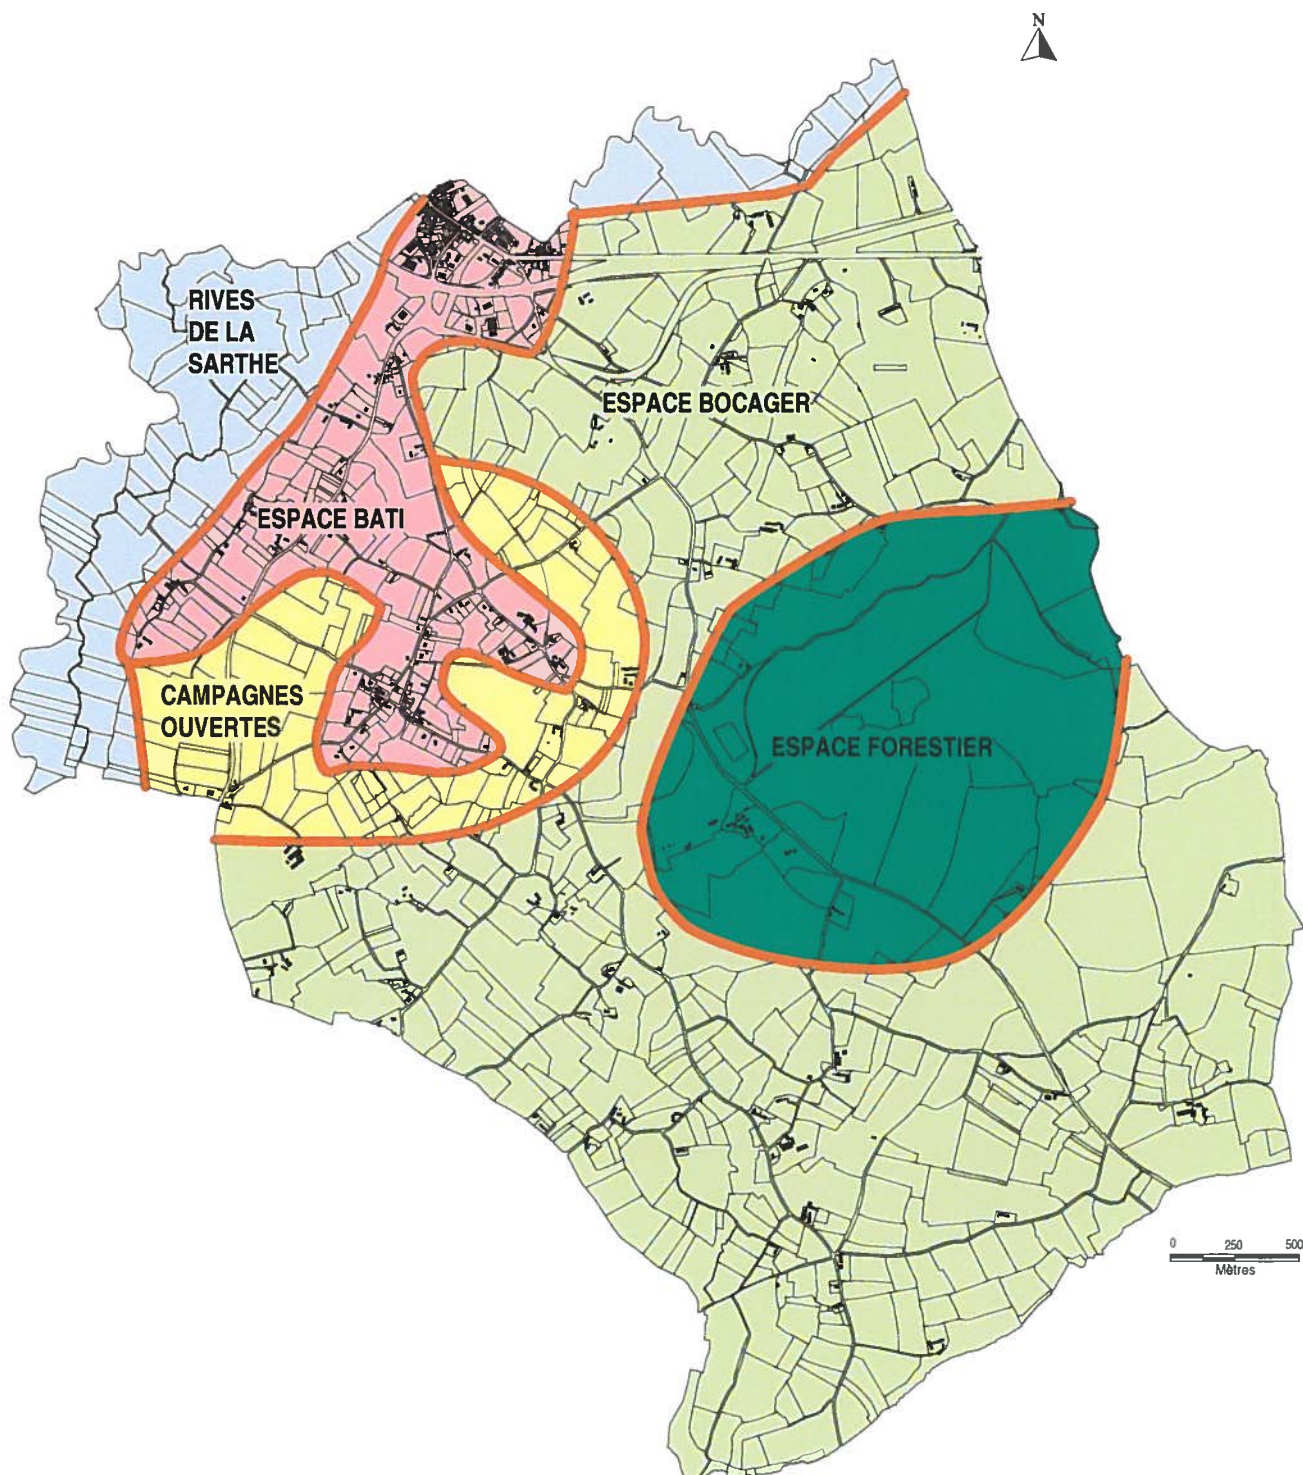 N
RIVES
DE LA
SARTHE
ESPACE BOCAGER
ESPACE BATI
CAMPAGNES
OUVERTES
ESPACE FORESTIER
0 250 500
Mètres